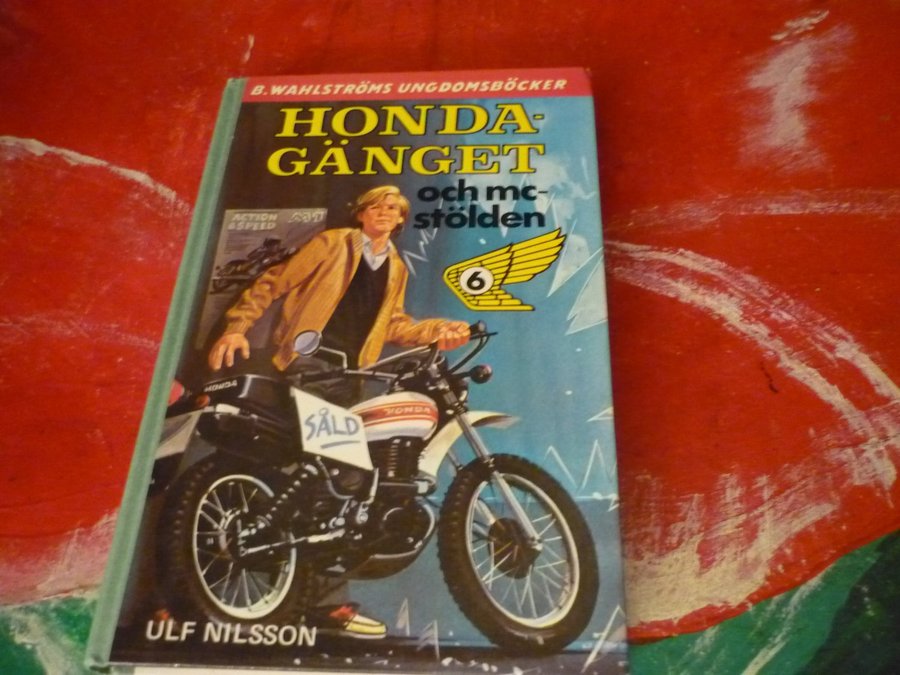 B. WAHLSTRÖMS UNGDOMSBÖCKER
HONDA-
GÄNGET
och mc-
stölden
ACTION
&SPEED
6
HONDA
HONDA
SÅLD
ULF NILSSON